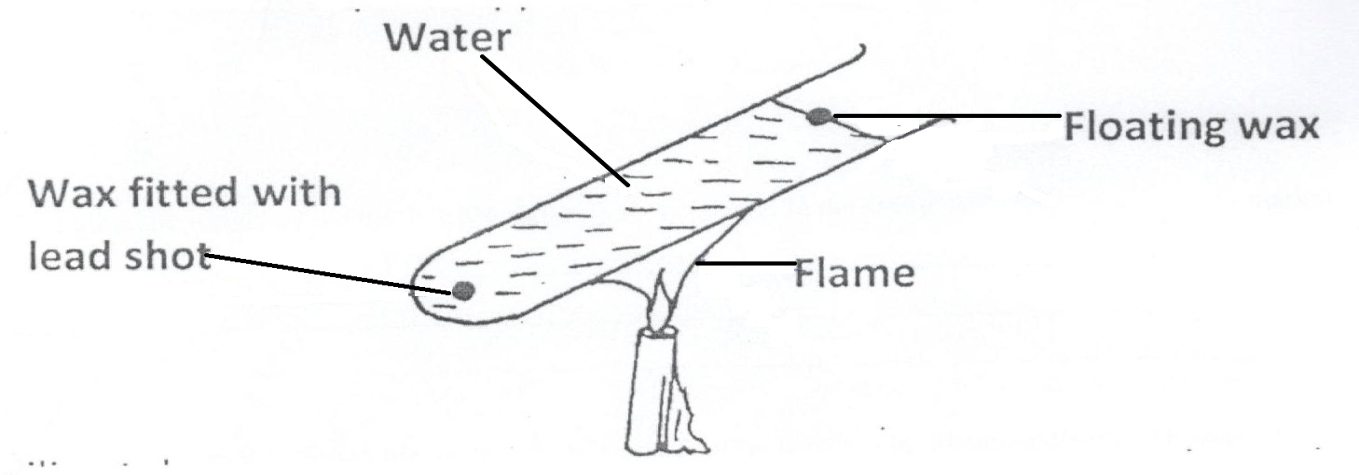 Water
Floating wax
Wax fitted with
lead shot
Flame